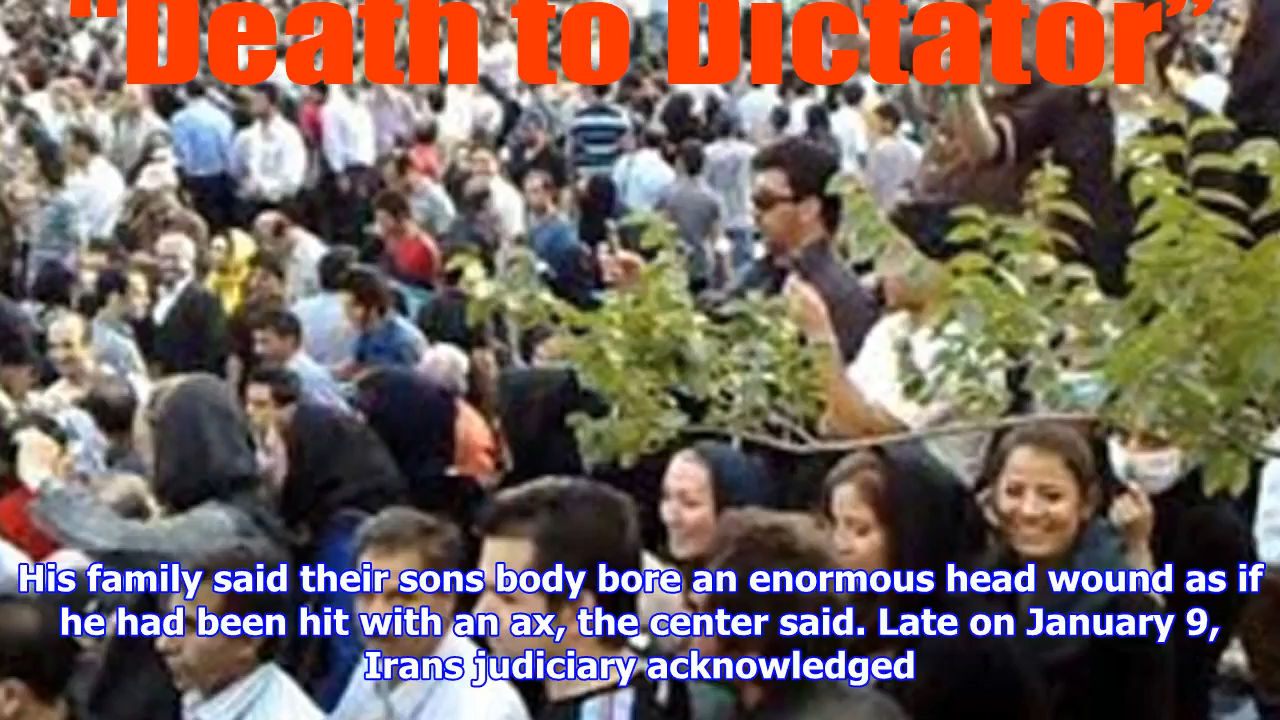 “Death to Dictator”
His family said their sons body bore an enormous head wound as if
he had been hit with an ax, the center said. Late on January 9,
Irans judiciary acknowledged